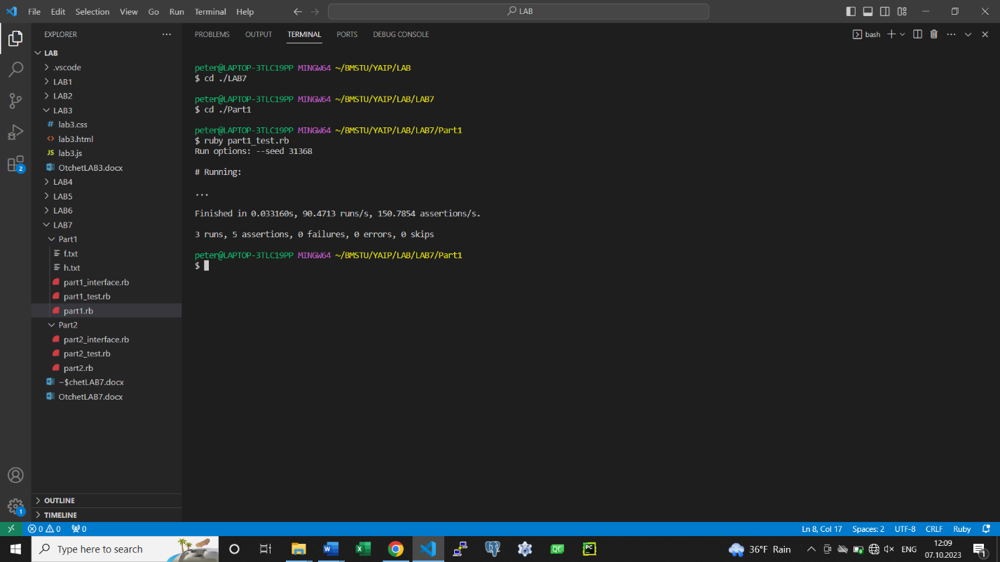 File Edit Selection View Go Run Terminal Help
LAB
EXPLORER
LAB
.vscode
LAB1
LAB2
LAB3
# lab3.css
<> lab3.html
JS lab3.js
OtchetLAB3.docx
LAB4
LAB5
LAB6
LAB7
Part1
f.txt
h.txt
part1_interface.rb
part1_test.rb
part1.rb
Part2
part2_interface.rb
part2_test.rb
part2.rb
~$chetLAB7.docx
OtchetLAB7.docx
OUTLINE
TIMELINE
2
1
PROBLEMS OUTPUT TERMINAL PORTS DEBUG CONSOLE
bash
peter@LAPTOP-3TLC19PP MINGW64 ~/BMSTU/YAIP/LAB
$ cd ./LAB7
peter@LAPTOP-3TLC19PP MINGW64 ~/BMSTU/YAIP/LAB/LAB7
$ cd ./Part1
peter@LAPTOP-3TLC19PP MINGW64 ~/BMSTU/YAIP/LAB/LAB7/Part1
$ ruby part1_test.rb
Run options: --seed 31368
# Running:
...
Finished in 0.033160s, 90.4713 runs/s, 150.7854 assertions/s.
3 runs, 5 assertions, 0 failures, 0 errors, 0 skips
peter@LAPTOP-3TLC19PP MINGW64 ~/BMSTU/YAIP/LAB/LAB7/Part1
$
0 0 0
Ln 8, Col 17 Spaces: 2 UTF-8 CRLF Ruby
Type here to search
W
X
QC
PC
36°F Rain
ENG
12:09
07.10.2023
1